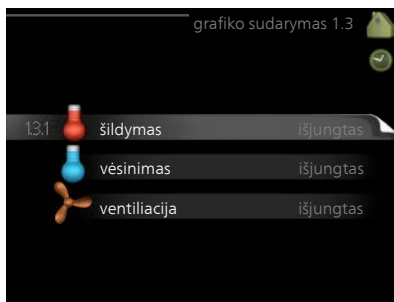 grafiko sudarymas 1.3
1.3.1 šildymas išjungtas
vėsinimas išjungtas
ventiliacija išjungtas